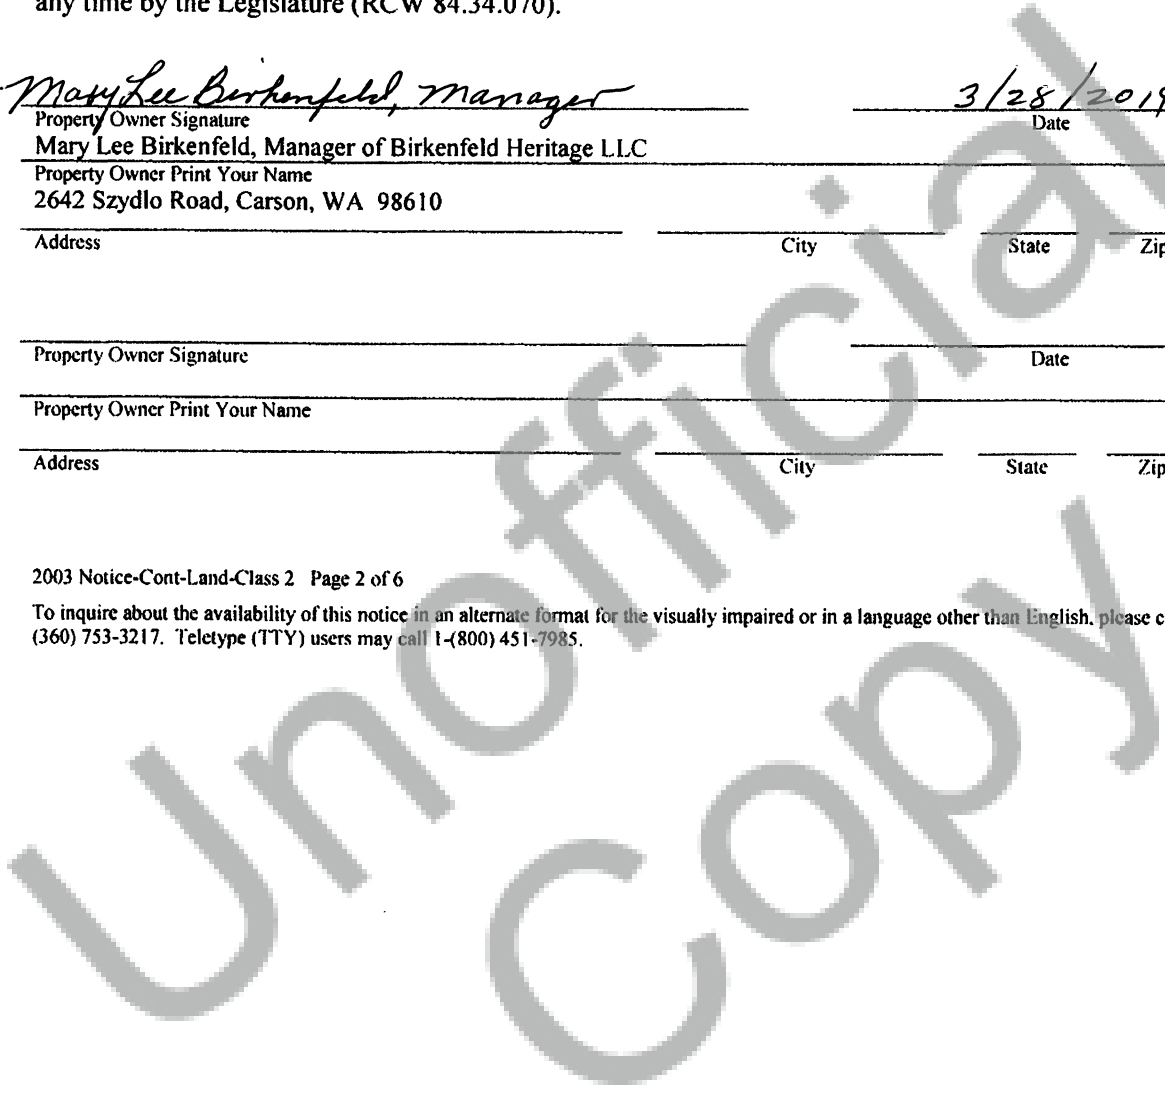 any time by the Legislature (RCW 84.34.070).
Mary Lee Birkenfeld, Manager 3/28/2019
Property Owner Signature Date
Mary Lee Birkenfeld, Manager of Birkenfeld Heritage LLC
Property Owner Print Your Name
2642 Szydlo Road, Carson, WA 98610
Address City State Zip
Property Owner Signature Date
Property Owner Print Your Name
Address City State Zip
2003 Notice-Cont-Land-Class 2 Page 2 of 6
To inquire about the availability of this notice in an alternate format for the visually impaired or in a language other than English, please c
(360) 753-3217. Teletype (TTY) users may call 1-(800) 451-7985.
Unofficial
Copy